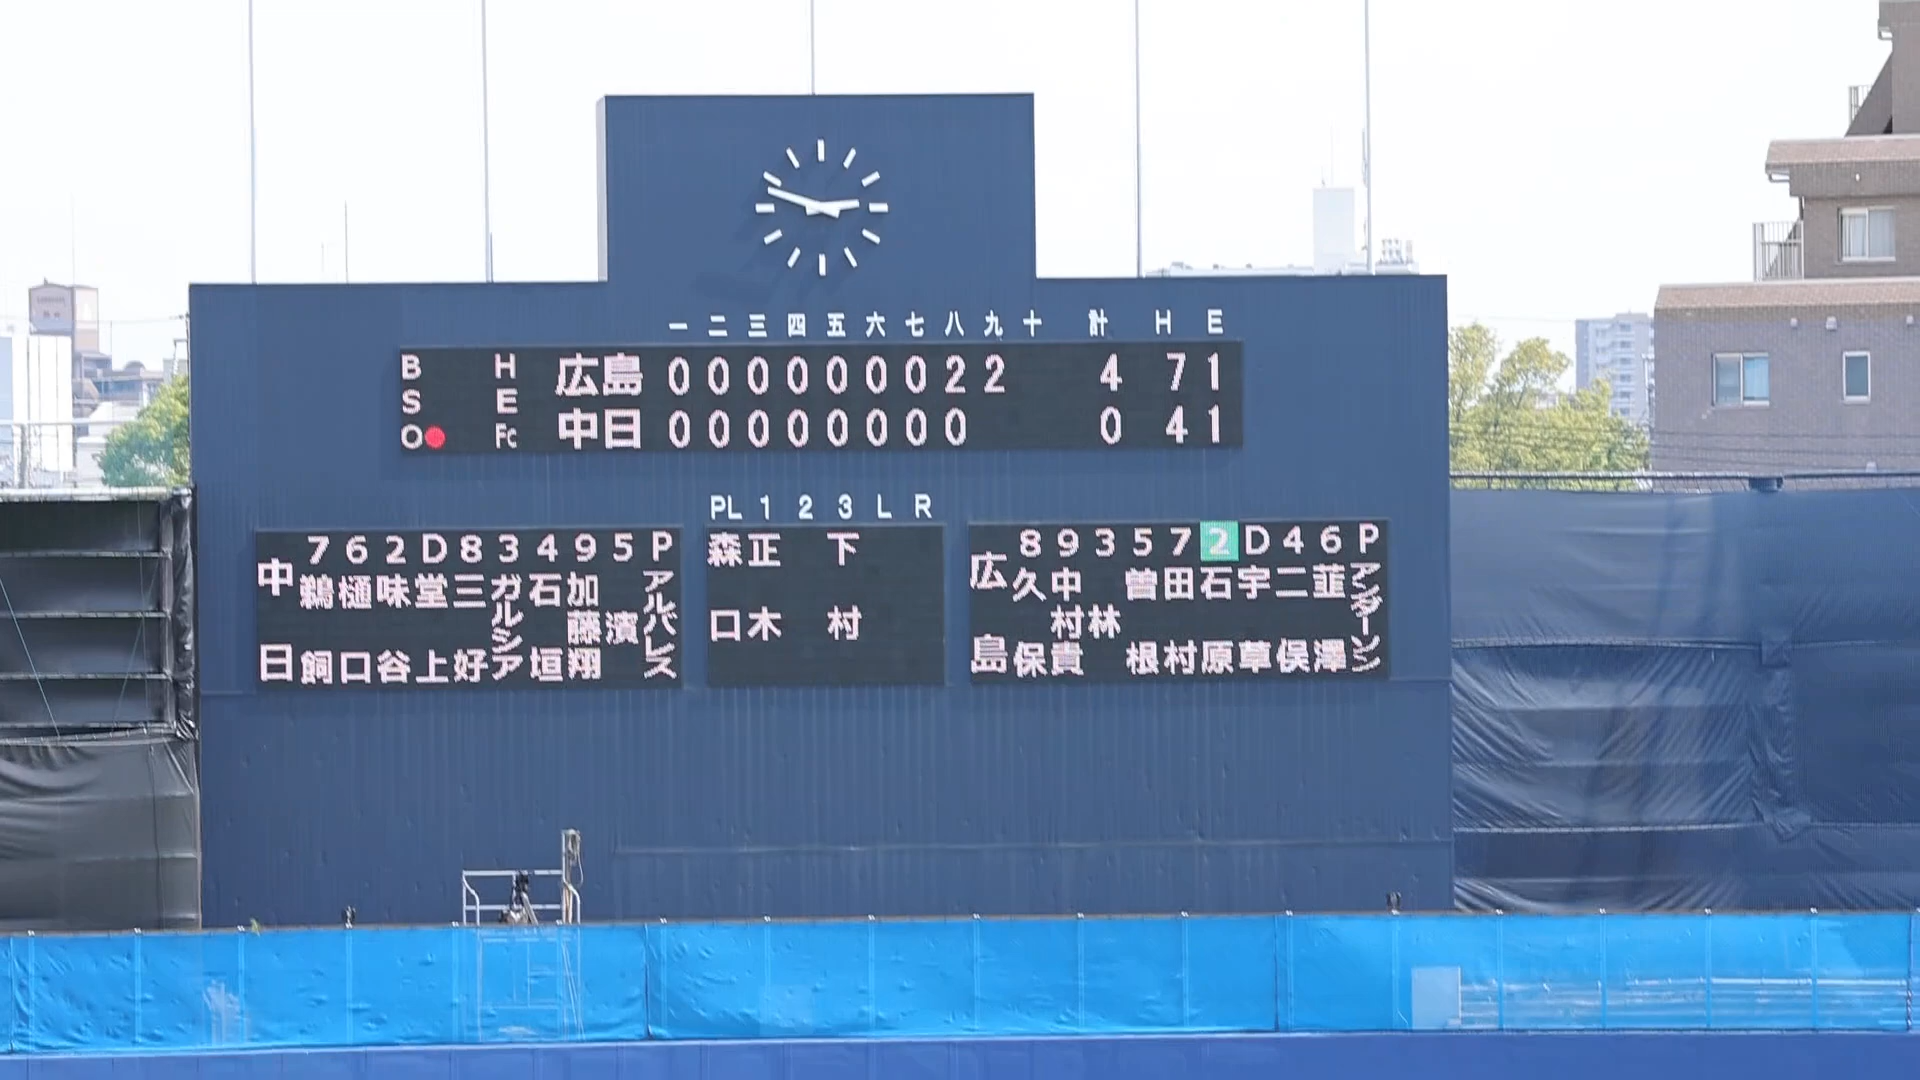 一 二 三 四 五 六 七 八 九 十 計 H E
B H 広島 0 0 0 0 0 0 0 2 2 4 7 1
S E
O Fc 中日 0 0 0 0 0 0 0 0 0 4 1
PL 1 2 3 L R
中日
7 鵜飼
6 樋口
2 味谷
D 堂上
8 三好
3 ガルシア
4 石垣
9 加藤翔
5 濱
P アルバレス
森口
正木
下村
広島
8 久保
9 中村貴
3 林
5 曽根
7 田村
2 石原
D 宇草
4 二俣
6 韮澤
P アンダーソン